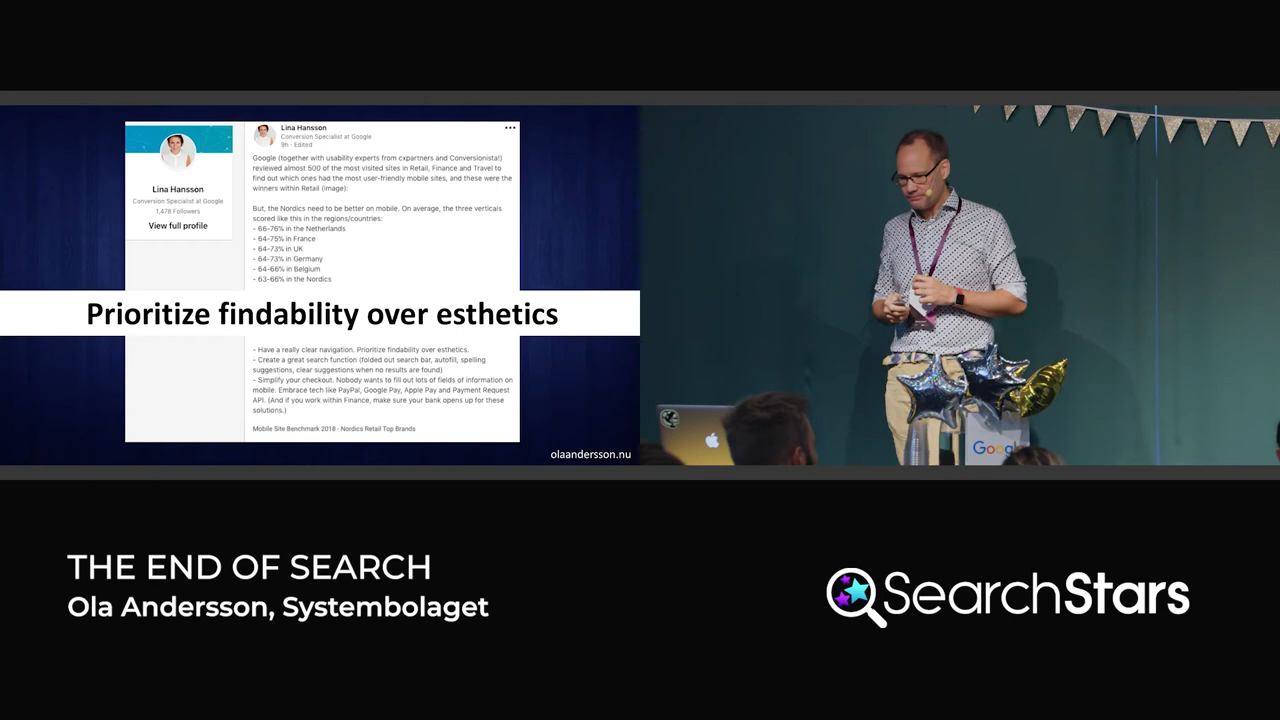 Lina Hansson
Conversion Specialist at Google
1,478 Followers
View full profile
Lina Hansson
Conversion Specialist at Google
9h · Edited
Google (together with usability experts from cxpartners and Conversionista!)
reviewed almost 500 of the most visited sites in Retail, Finance and Travel to
find out which ones had the most user-friendly mobile sites, and these were the
winners within Retail (image):
But, the Nordics need to be better on mobile. On average, the three verticals
scored like this in the regions/countries:
- 66-76% in the Netherlands
- 64-75% in France
- 64-73% in UK
- 64-73% in Germany
- 64-66% in Belgium
- 63-66% in the Nordics
Prioritize findability over esthetics
- Have a really clear navigation. Prioritize findability over esthetics.
- Create a great search function (folded out search bar, autofill, spelling
suggestions, clear suggestions when no results are found)
- Simplify your checkout. Nobody wants to fill out lots of fields of information on
mobile. Embrace tech like PayPal, Google Pay, Apple Pay and Payment Request
API. (And if you work within Finance, make sure your bank opens up for these
solutions.)
Mobile Site Benchmark 2018 - Nordics Retail Top Brands
olaandersson.nu
Google
THE END OF SEARCH
Ola Andersson, Systembolaget
SearchStars